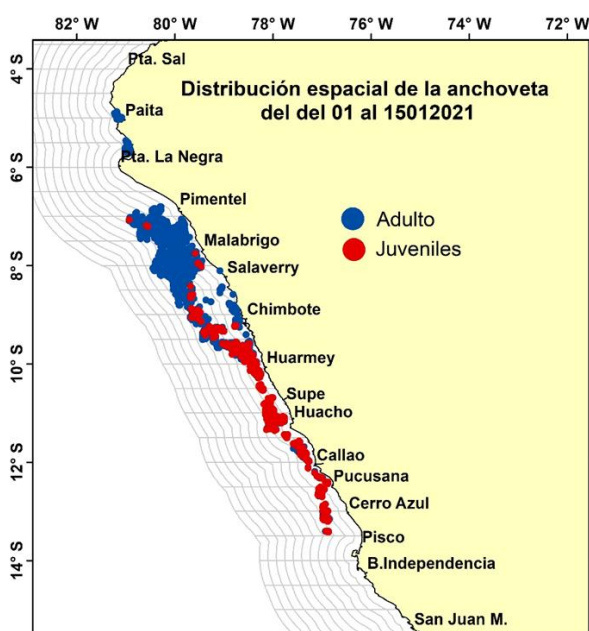 82 º W
80 º W
78 º W
76 º W
74 º W
72 º W
4°S
6°S
8°S
10°S
12°S
14°S
Distribución espacial de la anchoveta
del del 01 al 15012021
Adulto
Juveniles
Pta. Sal
Paita
Pta. La Negra
Pimentel
Malabrigo
Salaverry
Chimbote
Huarmey
Supe
Huacho
Callao
Pucusana
Cerro Azul
Pisco
B.Independencia
San Juan M.